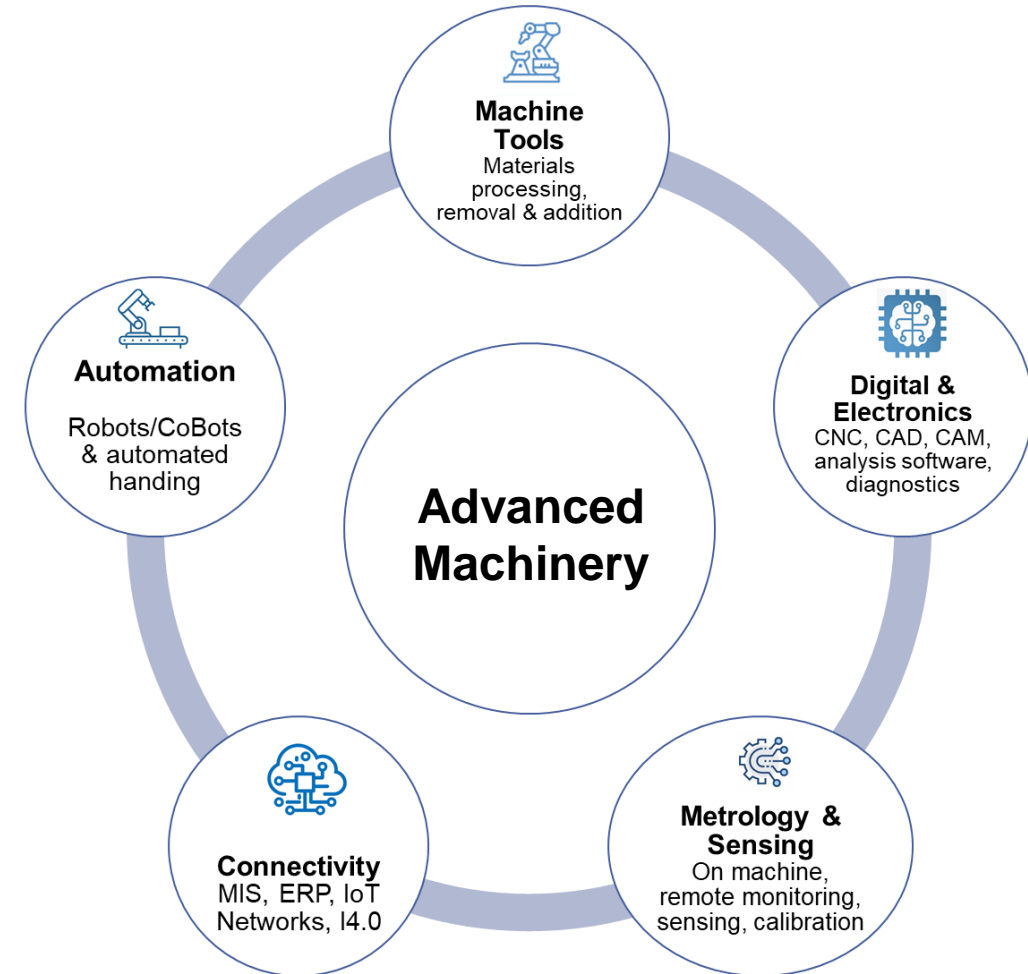 Machine
Tools
Materials
processing,
removal & addition
Digital &
Electronics
CNC, CAD, CAM,
analysis software,
diagnostics
Automation
Robots/CoBots
& automated
handing
Advanced
Machinery
Metrology &
Sensing
On machine,
remote monitoring,
sensing, calibration
Connectivity
MIS, ERP, IoT
Networks, I4.0